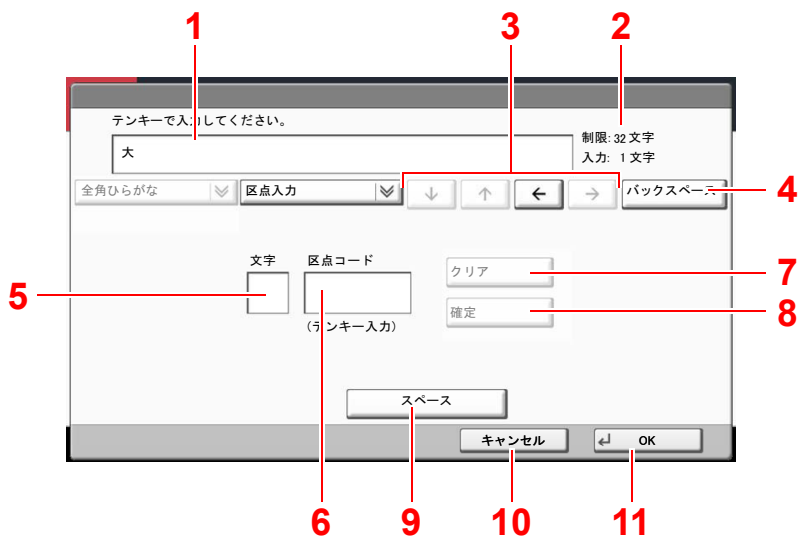 1 3 2
テンキーで入力してください。
制限: 32 文字
大
入力: 1 文字
全角ひらがな 区点入力 ↓ ↑ ← → バックスペース 4
文字 区点コード
クリア 7
5
確定 8
(テンキー入力)
スペース
キャンセル ↵ OK
6 9 10 11